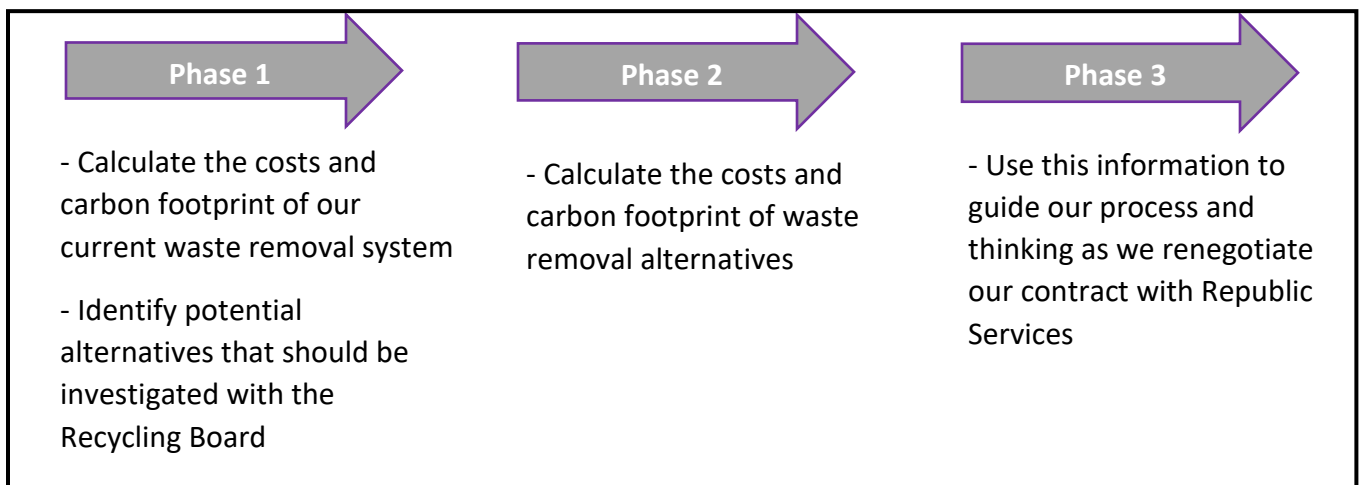 Phase 1
- Calculate the costs and
carbon footprint of our
current waste removal system
- Identify potential
alternatives that should be
investigated with the
Recycling Board
Phase 2
- Calculate the costs and
carbon footprint of waste
removal alternatives
Phase 3
- Use this information to
guide our process and
thinking as we renegotiate
our contract with Republic
Services